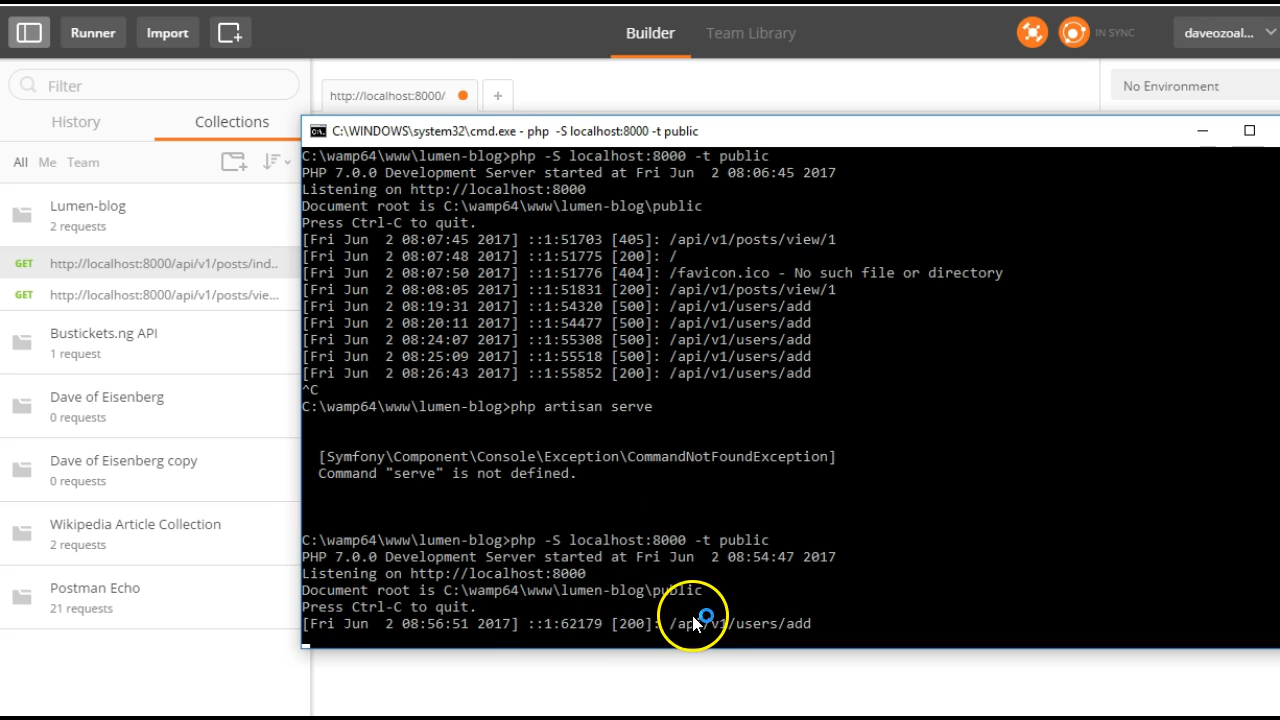 Runner
Import
Builder
Team Library
IN SYNC
daveozoal...
Filter
http://localhost:8000/
+
No Environment
History
Collections
All Me Team
C:\WINDOWS\system32\cmd.exe - php -S localhost:8000 -t public
Lumen-blog
2 requests
GET http://localhost:8000/api/v1/posts/ind..
GET http://localhost:8000/api/v1/posts/vie...
Bustickets.ng API
1 request
Dave of Eisenberg
0 requests
Dave of Eisenberg copy
0 requests
Wikipedia Article Collection
2 requests
Postman Echo
21 requests
C:\wamp64\www\lumen-blog>php -S localhost:8000 -t public
PHP 7.0.0 Development Server started at Fri Jun  2 08:06:45 2017
Listening on http://localhost:8000
Document root is C:\wamp64\www\lumen-blog\public
Press Ctrl-C to quit.
[Fri Jun  2 08:07:45 2017] ::1:51703 [405]: /api/v1/posts/view/1
[Fri Jun  2 08:07:48 2017] ::1:51775 [200]: /
[Fri Jun  2 08:07:50 2017] ::1:51776 [404]: /favicon.ico - No such file or directory
[Fri Jun  2 08:08:05 2017] ::1:51831 [200]: /api/v1/posts/view/1
[Fri Jun  2 08:19:31 2017] ::1:54320 [500]: /api/v1/users/add
[Fri Jun  2 08:20:11 2017] ::1:54477 [500]: /api/v1/users/add
[Fri Jun  2 08:24:07 2017] ::1:55308 [500]: /api/v1/users/add
[Fri Jun  2 08:25:09 2017] ::1:55518 [500]: /api/v1/users/add
[Fri Jun  2 08:26:43 2017] ::1:55852 [200]: /api/v1/users/add
^C
C:\wamp64\www\lumen-blog>php artisan serve
[Symfony\Component\Console\Exception\CommandNotFoundException]
Command "serve" is not defined.
C:\wamp64\www\lumen-blog>php -S localhost:8000 -t public
PHP 7.0.0 Development Server started at Fri Jun  2 08:54:47 2017
Listening on http://localhost:8000
Document root is C:\wamp64\www\lumen-blog\public
Press Ctrl-C to quit.
[Fri Jun  2 08:56:51 2017] ::1:62179 [200]: /api/v1/users/add